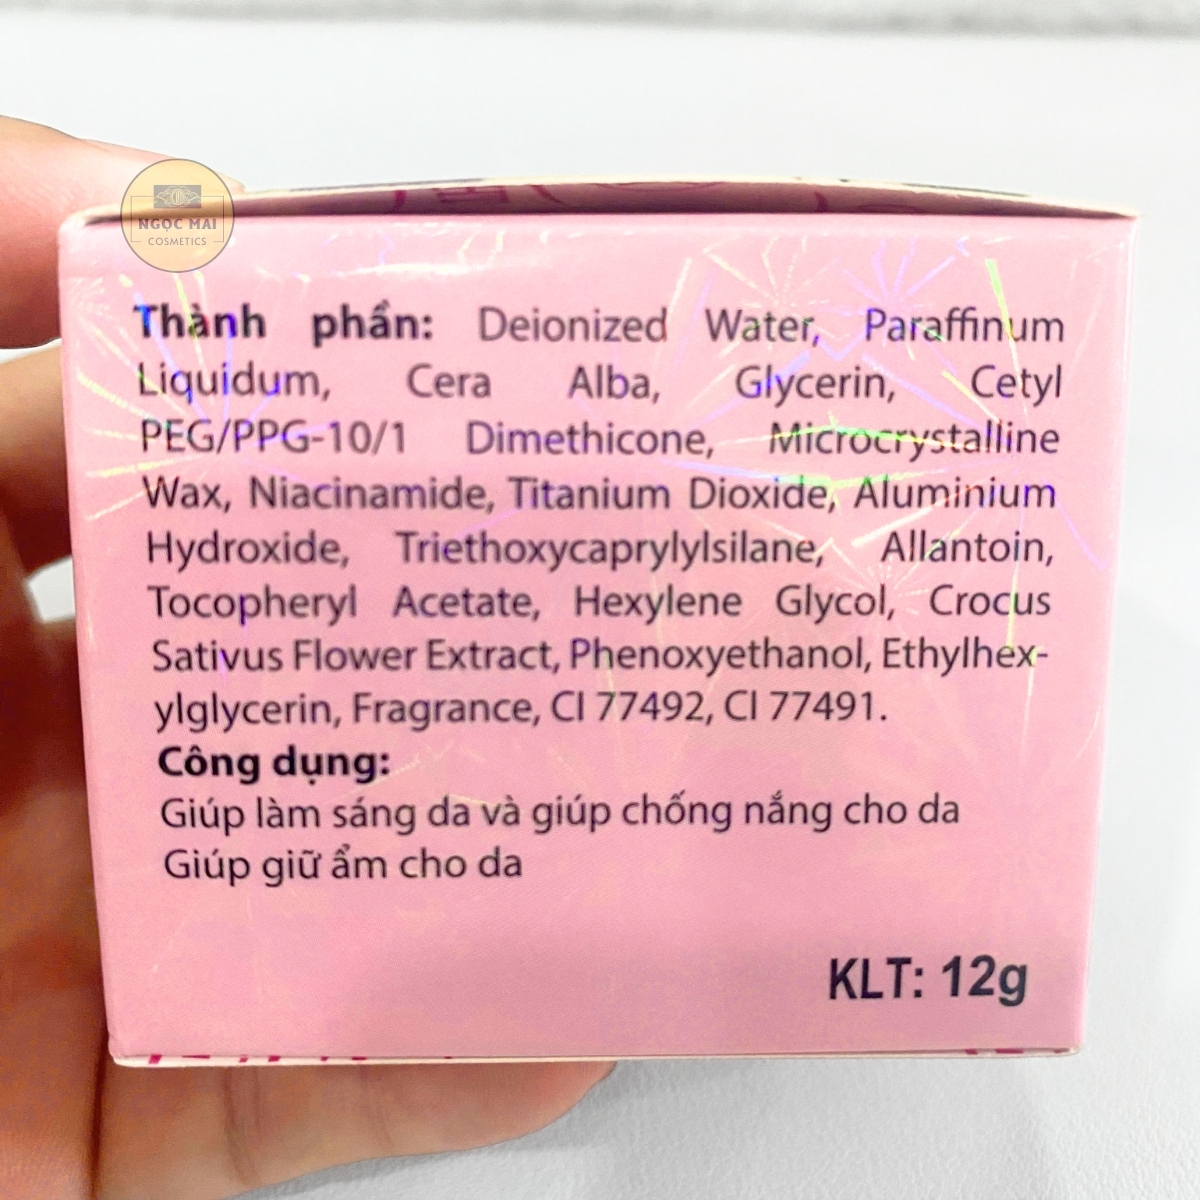 NGỌC MAI
COSMETICS
Thành phần: Deionized Water, Paraffinum
Liquidum, Cera Alba, Glycerin, Cetyl
PEG/PPG-10/1 Dimethicone, Microcrystalline
Wax, Niacinamide, Titanium Dioxide, Aluminium
Hydroxide, Triethoxycaprylylsilane, Allantoin,
Tocopheryl Acetate, Hexylene Glycol, Crocus
Sativus Flower Extract, Phenoxyethanol, Ethylhex-
ylglycerin, Fragrance, CI 77492, CI 77491.
Công dụng:
Giúp làm sáng da và giúp chống nắng cho da
Giúp giữ ẩm cho da
KLT: 12g